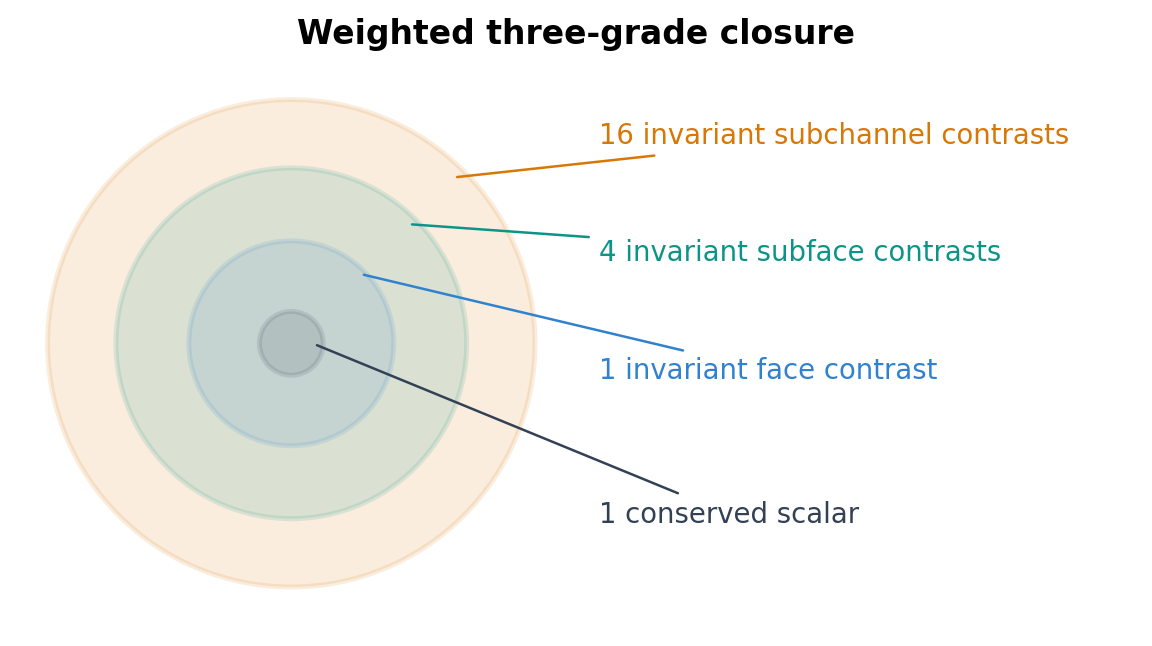 Weighted three-grade closure
16 invariant subchannel contrasts
4 invariant subface contrasts
1 invariant face contrast
1 conserved scalar